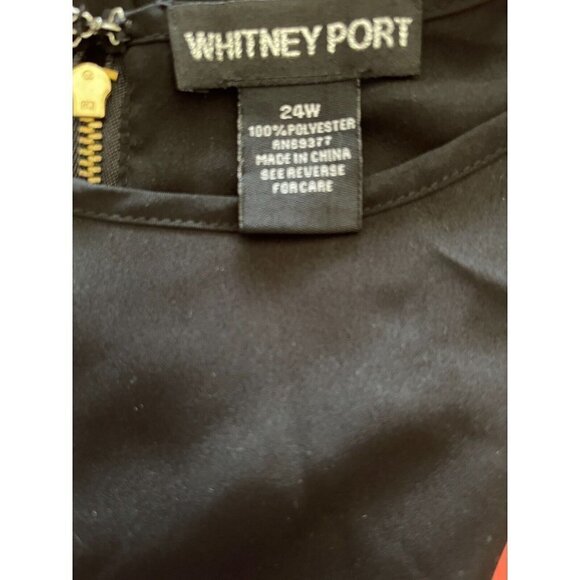 WHITNEY PORT
24W
100% POLYESTER
RN69377
MADE IN CHINA
SEE REVERSE
FOR CARE